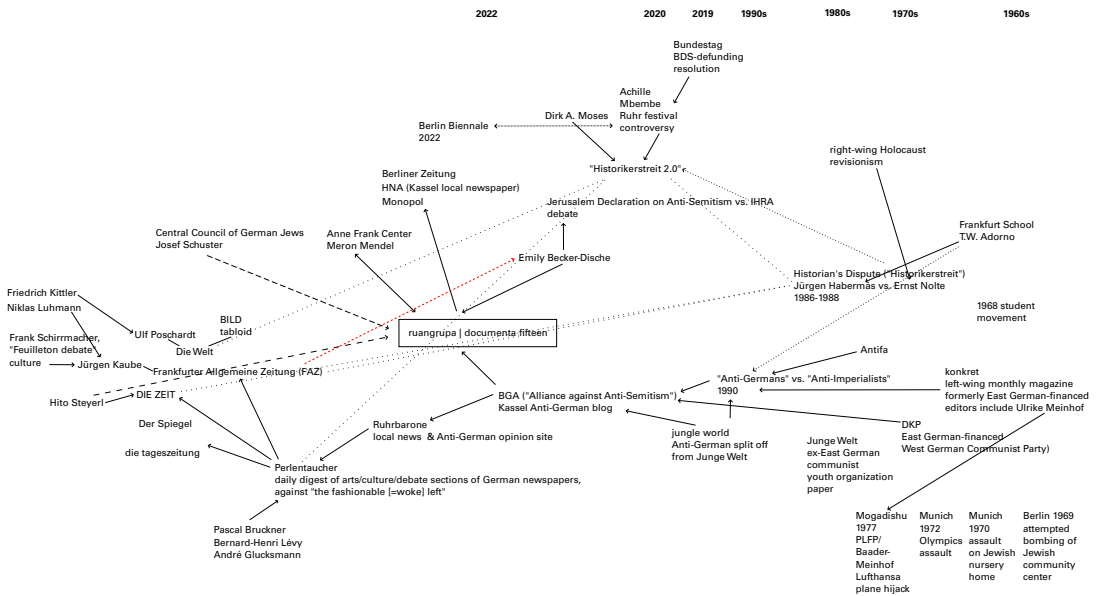 2022 2020 2019 1990s 1980s 1970s 1960s
Bundestag
BDS-defunding
resolution
Achille
Mbembe
Ruhr festival
controversy
Dirk A. Moses
Berlin Biennale
2022
"Historikerstreit 2.0"
right-wing Holocaust
revisionism
Berliner Zeitung
HNA (Kassel local newspaper)
Monopol
Jerusalem Declaration on Anti-Semitism vs. IHRA
debate
Central Council of German Jews
Josef Schuster
Anne Frank Center
Meron Mendel
Frankfurt School
T.W. Adorno
Emily Becker-Dische
Historian's Dispute ("Historikerstreit")
Jürgen Habermas vs. Ernst Nolte
1986-1988
Friedrich Kittler
Niklas Luhmann
1968 student
movement
BILD
tabloid
Ulf Poschardt
Die Welt
ruangrupa | documenta fifteen
Frank Schirrmacher,
"Feuilleton debate"
culture
Jürgen Kaube
Frankfurter Allgemeine Zeitung (FAZ)
Antifa
"Anti-Germans" vs. "Anti-Imperialists"
1990
konkret
left-wing monthly magazine
formerly East German-financed
editors include Ulrike Meinhof
Hito Steyerl
DIE ZEIT
BGA ("Alliance against Anti-Semitism")
Kassel Anti-German blog
Der Spiegel
Ruhrbarone
local news & Anti-German opinion site
jungle world
Anti-German split off
from Junge Welt
DKP
East German-financed
West German Communist Party)
Junge Welt
ex-East German
communist
youth organization
paper
die tageszeitung
Perlentaucher
daily digest of arts/culture/debate sections of German newspapers,
against "the fashionable [=woke] left"
Pascal Bruckner
Bernard-Henri Lévy
André Glucksmann
Mogadishu
1977
PLFP/
Baader-
Meinhof
Lufthansa
plane hijack
Munich
1972
Olympics
assault
Munich
1970
assault
on Jewish
nursery
home
Berlin 1969
attempted
bombing of
Jewish
community
center